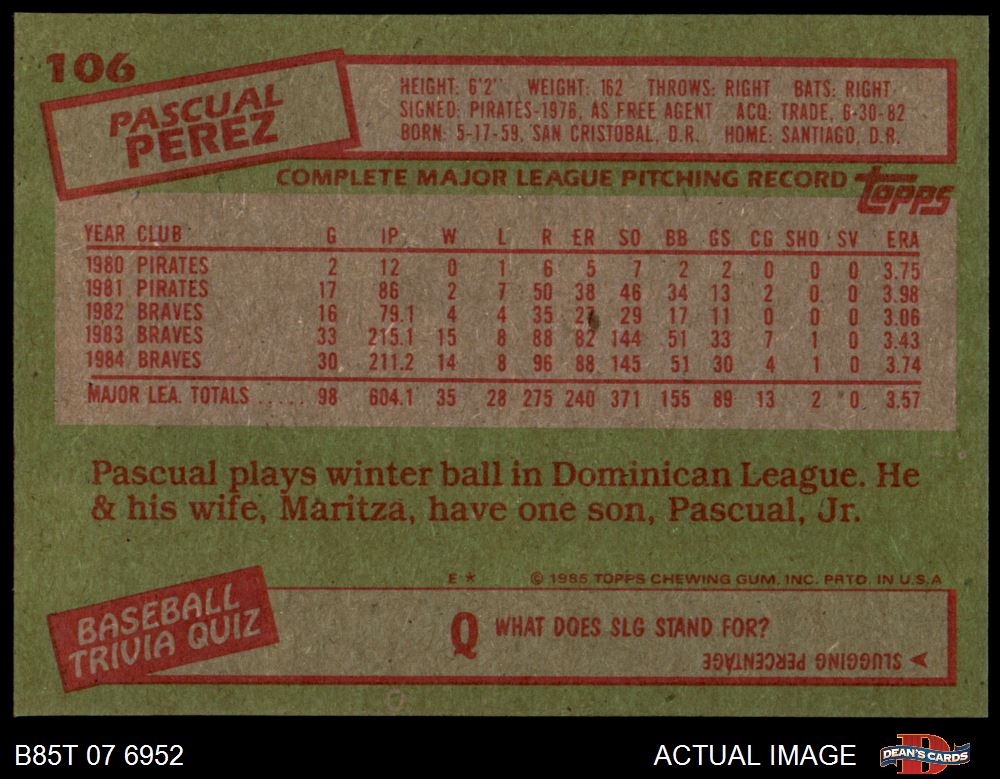 106
PASCUAL
PEREZ
HEIGHT: 6'2" WEIGHT: 162 THROWS: RIGHT BATS: RIGHT
SIGNED: PIRATES-1976, AS FREE AGENT ACQ: TRADE, 6-30-82
BORN: 5-17-59, SAN CRISTOBAL, D.R. HOME: SANTIAGO, D.R.
COMPLETE MAJOR LEAGUE PITCHING RECORD topps
YEAR CLUB G IP W L R ER SO BB GS CG SHO SV ERA
1980 PIRATES 2 12 0 1 6 5 7 2 2 0 0 0 3.75
1981 PIRATES 17 86 2 7 50 38 46 34 13 2 0 0 3.98
1982 BRAVES 16 79.1 4 4 35 27 29 17 11 0 0 0 3.06
1983 BRAVES 33 215.1 15 8 88 82 144 51 33 7 1 0 3.43
1984 BRAVES 30 211.2 14 8 96 88 145 51 30 4 1 0 3.74
MAJOR LEA. TOTALS ..... 98 604.1 35 28 275 240 371 155 89 13 2 0 3.57
Pascual plays winter ball in Dominican League. He
& his wife, Maritza, have one son, Pascual, Jr.
E* © 1985 TOPPS CHEWING GUM, INC. PRTD. IN U.S.A
BASEBALL
TRIVIA QUIZ
Q WHAT DOES SLG STAND FOR?
SLUGGING PERCENTAGE
B85T 07 6952 ACTUAL IMAGE DEAN'S CARDS